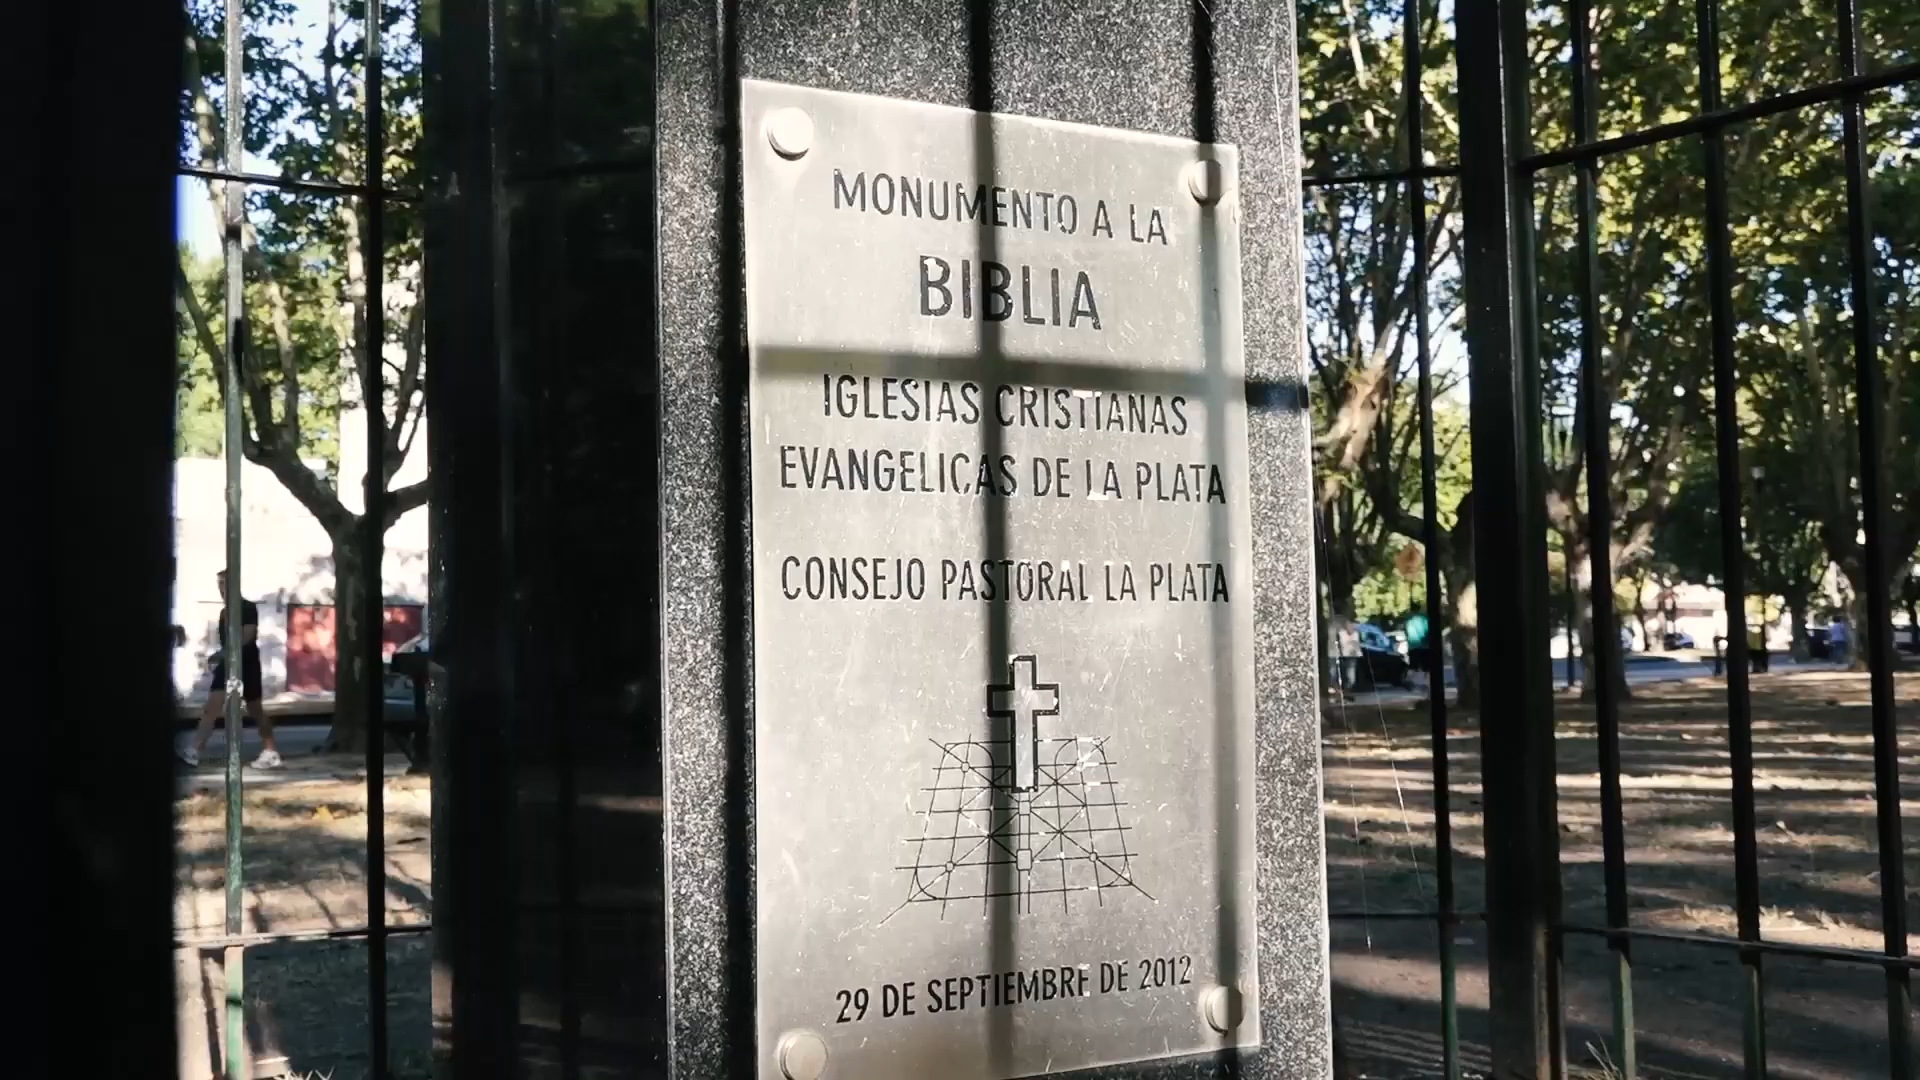 MONUMENTO A LA
BIBLIA
IGLESIAS CRISTIANAS
EVANGELICAS DE LA PLATA
CONSEJO PASTORAL LA PLATA
29 DE SEPTIEMBRE DE 2012